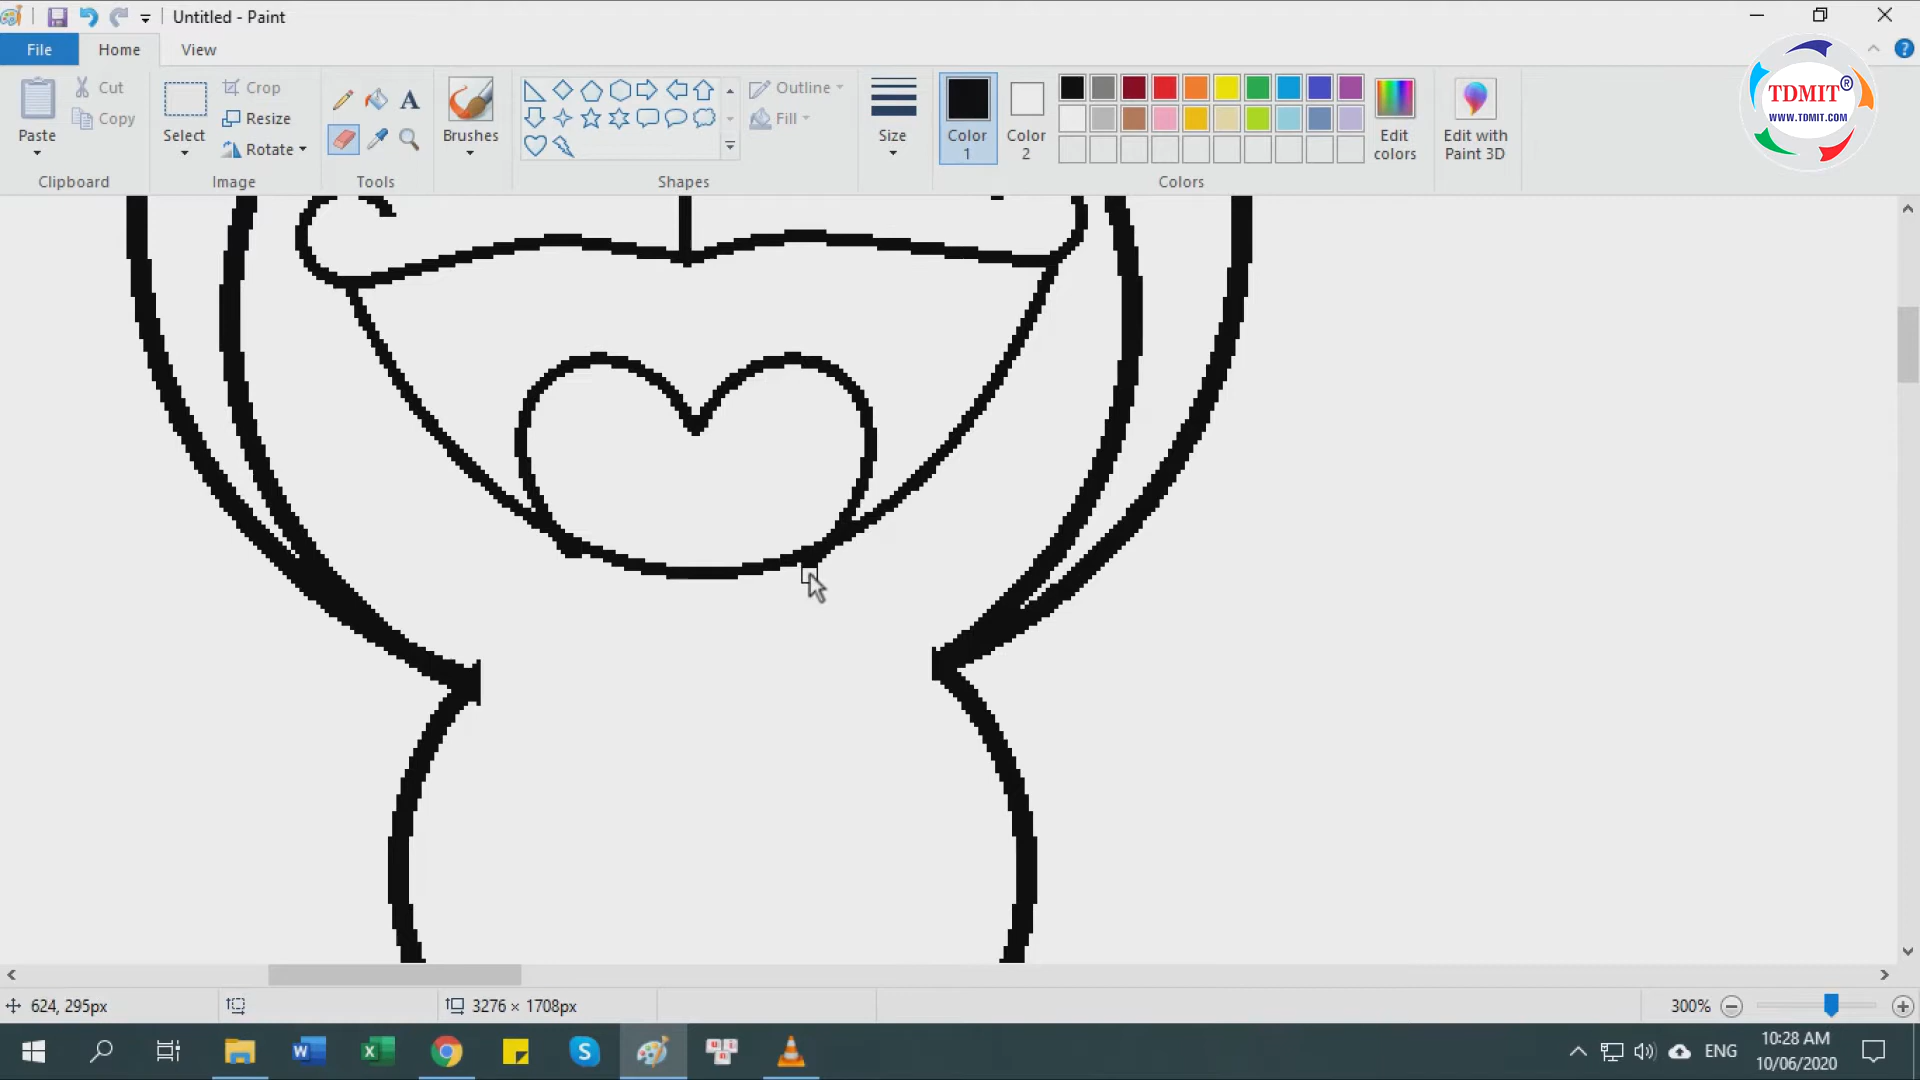 Untitled - Paint
File Home View
Paste
Cut
Copy
Clipboard
Select
Crop
Resize
Rotate
Image
A
Tools
Brushes
Shapes
Outline
Fill
Size
Color 1
Color 2
Edit colors
Colors
Edit with Paint 3D
TDMIT ®
WWW.TDMIT.COM
624, 295px
3276 × 1708px
300%
ENG
10:28 AM
10/06/2020